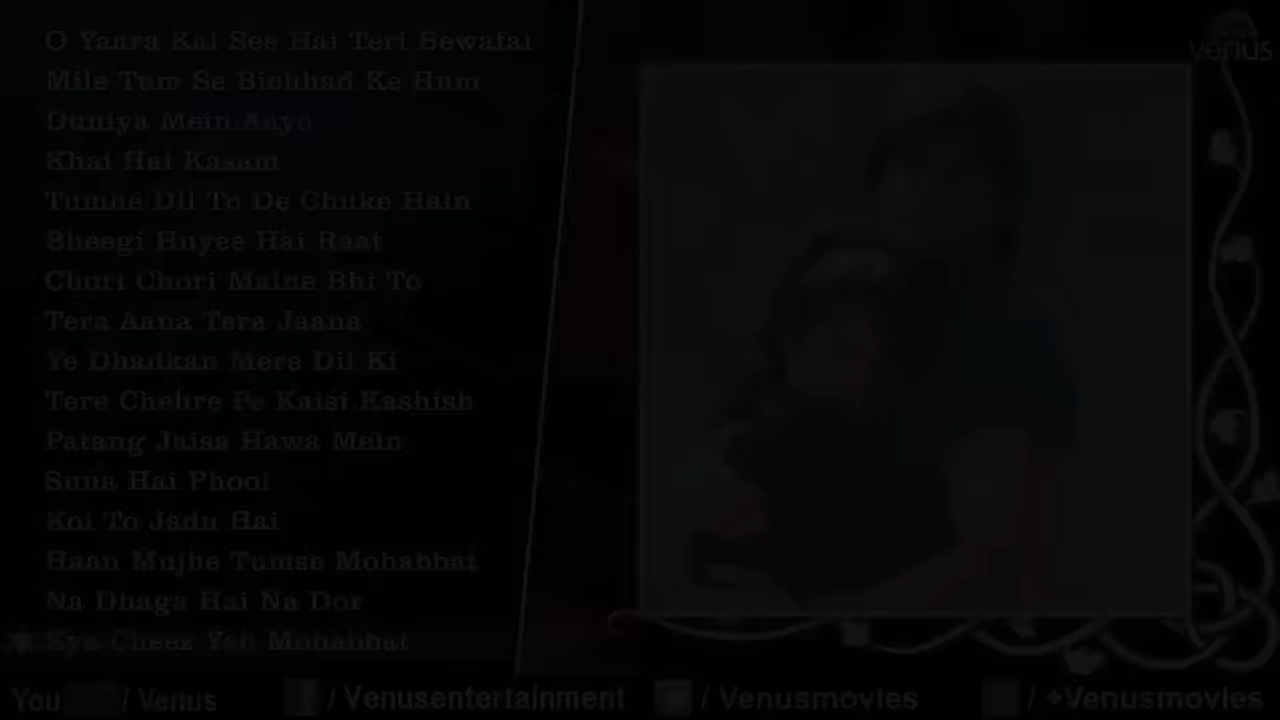 O Yaara Kai See Hai Teri Bewafai
Mile Tum Se Bichhad Ke Hum
Duniya Mein Aayo
Khai Hai Kasam
Tumhe Dil To De Chuke Hain
Bheegi Huyee Hai Raat
Chori Chori Maine Bhi To
Tera Aana Tera Jaana
Ye Dhadkan Mere Dil Ki
Tere Chehre Pe Kaisi Kashish
Patang Jaisa Hawa Mein
Suna Hai Phool
Koi To Jadu Hai
Haan Mujhe Tumse Mohabbat
Na Dhaga Hai Na Dor
Kya Cheez Yeh Mohabbat
venus
You / Venus
/ Venusentertainment
/ Venusmovies
/ +Venusmovies